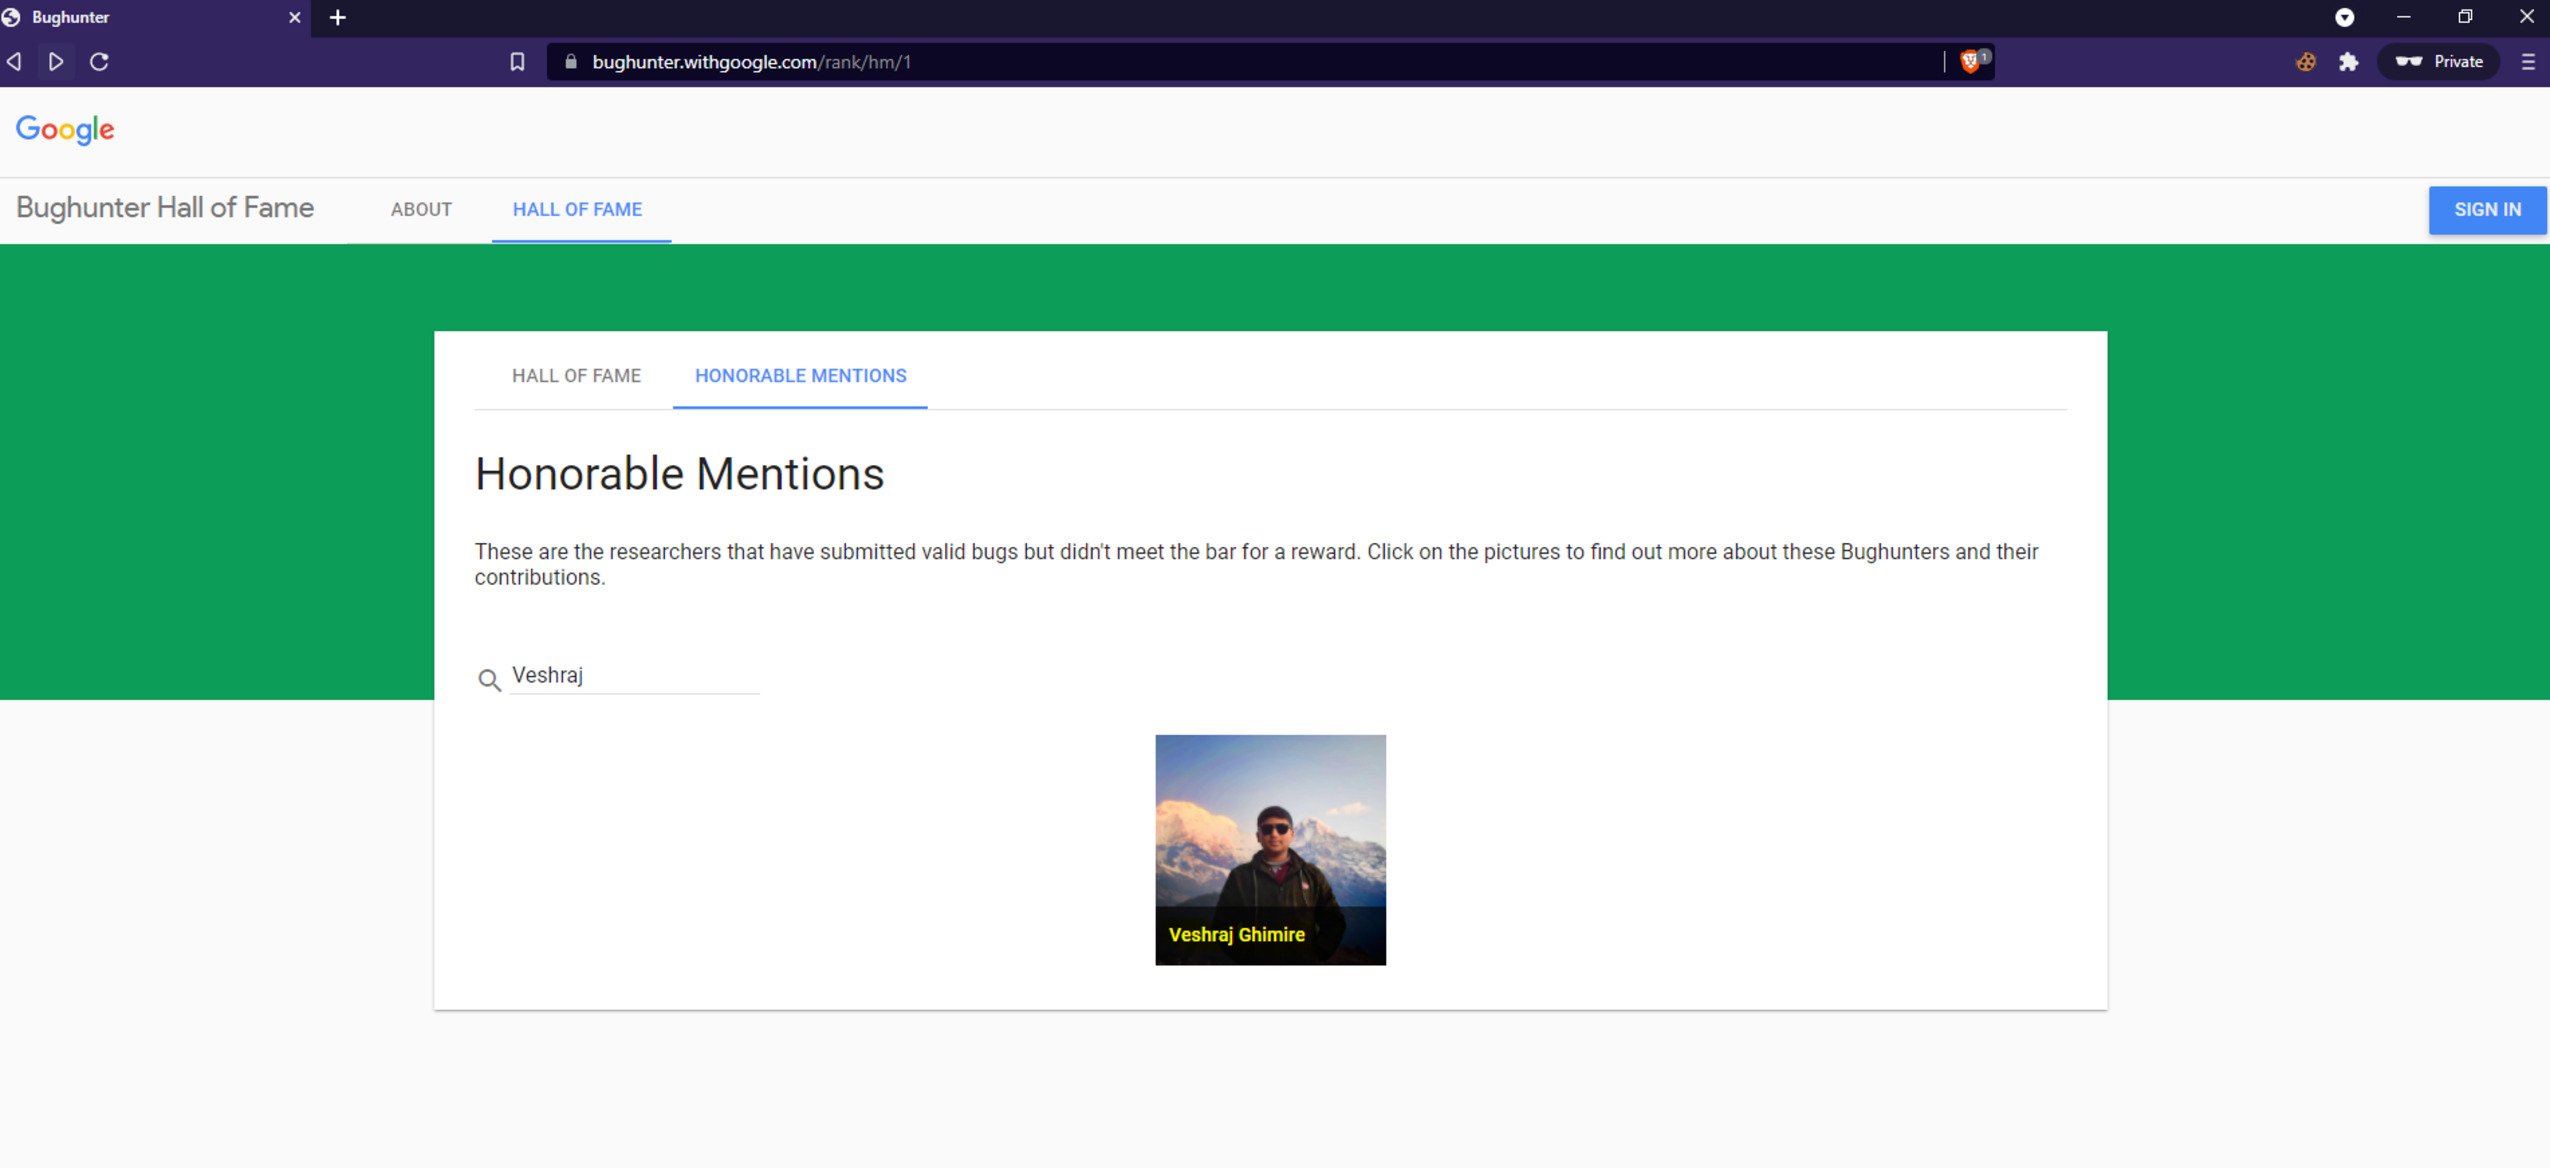 Bughunter
bughunter.withgoogle.com/rank/hm/1
1
Private
Google
Bughunter Hall of Fame
ABOUT
HALL OF FAME
SIGN IN
HALL OF FAME
HONORABLE MENTIONS
Honorable Mentions
These are the researchers that have submitted valid bugs but didn't meet the bar for a reward. Click on the pictures to find out more about these Bughunters and their
contributions.
Veshraj
Veshraj Ghimire